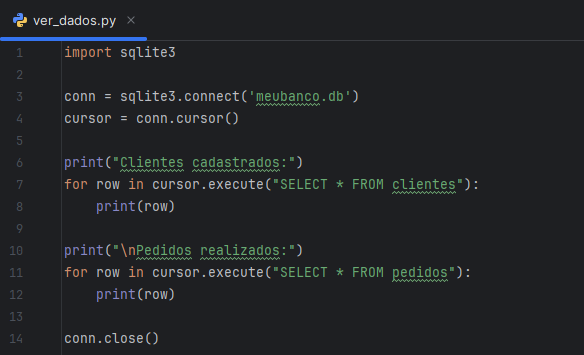 ver_dados.py ×
1 import sqlite3
2
3 conn = sqlite3.connect('meubanco.db')
4 cursor = conn.cursor()
5
6 print("Clientes cadastrados:")
7 for row in cursor.execute("SELECT * FROM clientes"):
8     print(row)
9
10 print("\nPedidos realizados:")
11 for row in cursor.execute("SELECT * FROM pedidos"):
12     print(row)
13
14 conn.close()